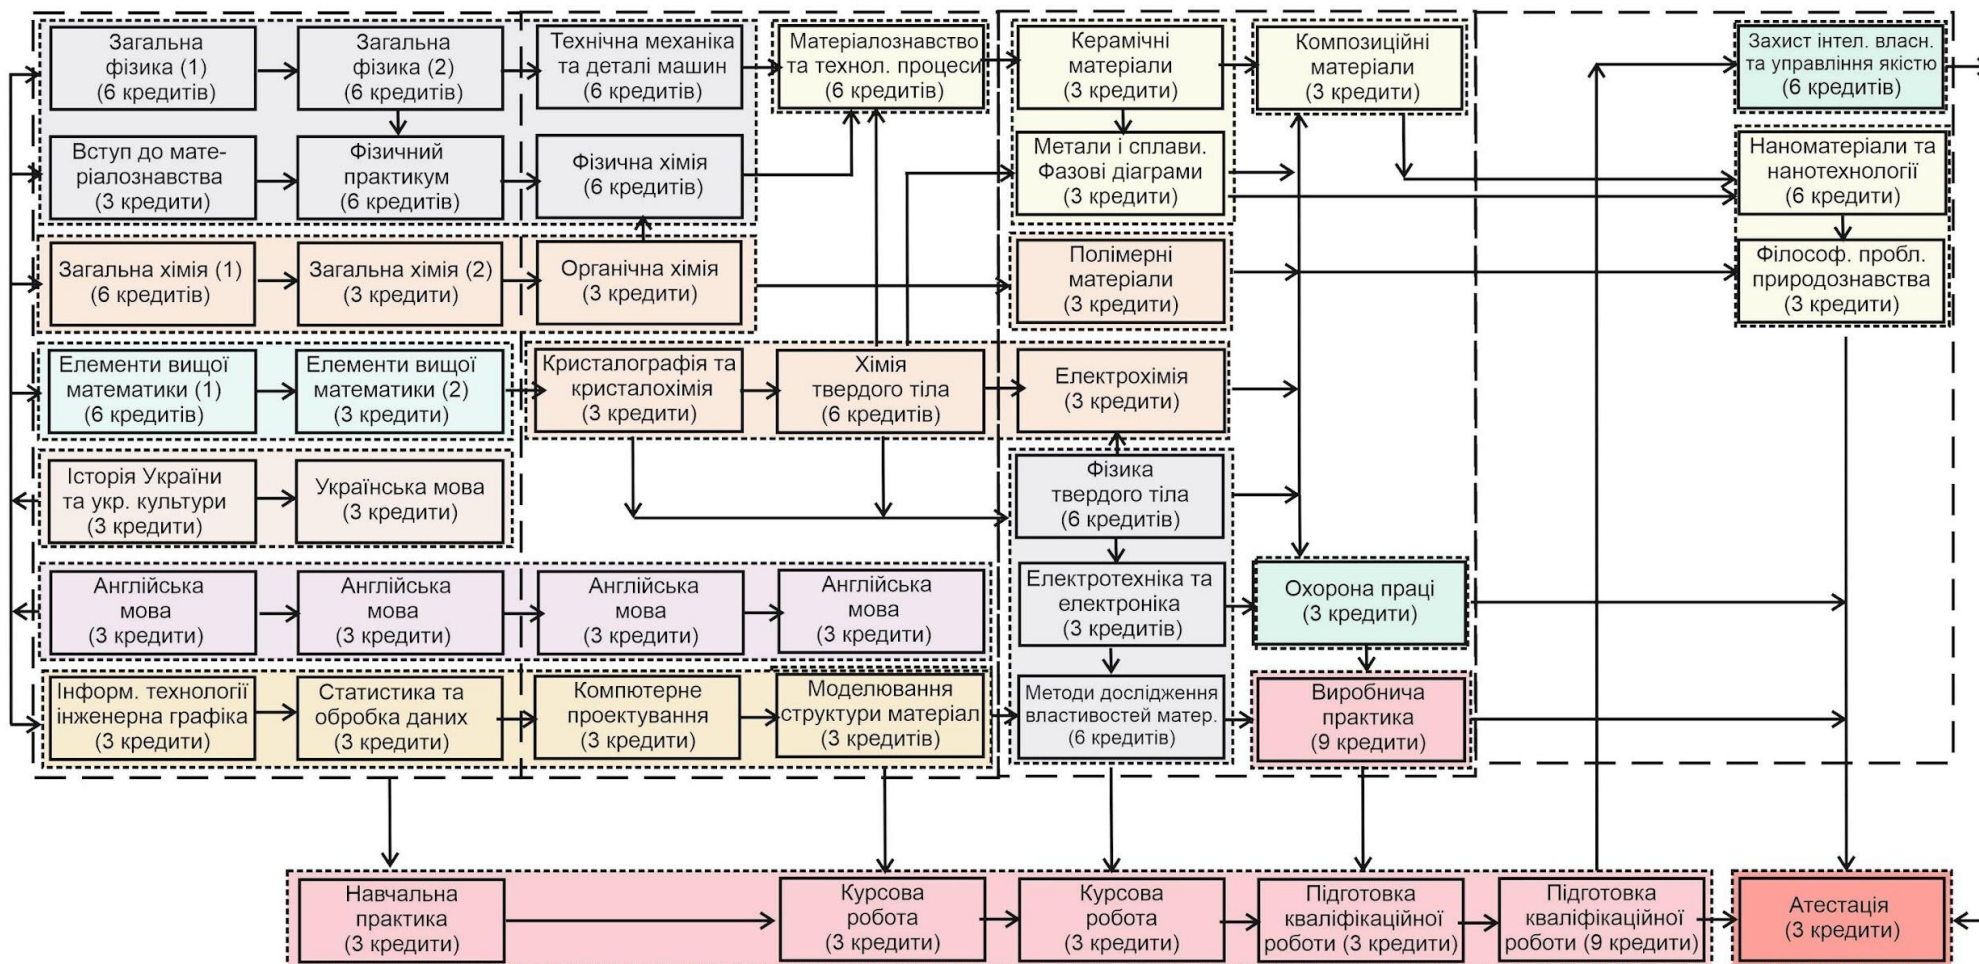 Загальна
фізика (1)
(6 кредитів)
Загальна
фізика (2)
(6 кредитів)
Технічна механіка
та деталі машин
(6 кредитів)
Матеріалознавство
та технол. процеси
(6 кредитів)
Керамічні
матеріали
(3 кредити)
Композиційні
матеріали
(3 кредити)
Захист інтел. власн.
та управління якістю
(6 кредитів)
Вступ до мате-
ріалознавства
(3 кредити)
Фізичний
практикум
(6 кредитів)
Фізична хімія
(6 кредитів)
Метали і сплави.
Фазові діаграми
(3 кредити)
Наноматеріали та
нанотехнології
(6 кредити)
Загальна хімія (1)
(6 кредитів)
Загальна хімія (2)
(3 кредити)
Органічна хімія
(3 кредити)
Полімерні
матеріали
(3 кредити)
Філософ. пробл.
природознавства
(3 кредити)
Елементи вищої
математики (1)
(6 кредитів)
Елементи вищої
математики (2)
(3 кредити)
Кристалографія та
кристалохімія
(3 кредити)
Хімія
твердого тіла
(6 кредитів)
Електрохімія
(3 кредити)
Історія України
та укр. культури
(3 кредити)
Українська мова
(3 кредити)
Фізика
твердого тіла
(6 кредитів)
Англійська
мова
(3 кредити)
Англійська
мова
(3 кредити)
Англійська
мова
(3 кредити)
Англійська
мова
(3 кредити)
Електротехніка та
електроніка
(3 кредитів)
Охорона праці
(3 кредити)
Інформ. технології
інженерна графіка
(3 кредити)
Статистика та
обробка даних
(3 кредити)
Компютерне
проектування
(3 кредити)
Моделювання
структури матеріал
(3 кредитів)
Методи дослідження
властивостей матер.
(6 кредитів)
Виробнича
практика
(9 кредити)
Навчальна
практика
(3 кредити)
Курсова
робота
(3 кредити)
Курсова
робота
(3 кредити)
Підготовка
кваліфікаційної
роботи (3 кредити)
Підготовка
кваліфікаційної
роботи (9 кредити)
Атестація
(3 кредити)